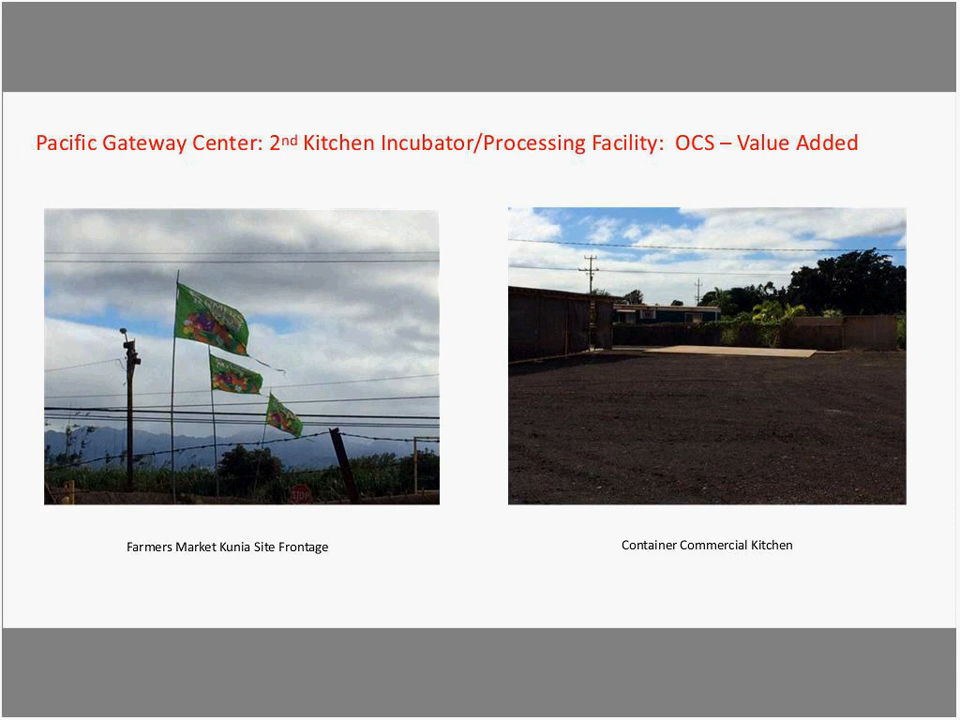 Pacific Gateway Center: 2nd Kitchen Incubator/Processing Facility:  OCS – Value Added
STOP
Farmers Market Kunia Site Frontage
Container Commercial Kitchen